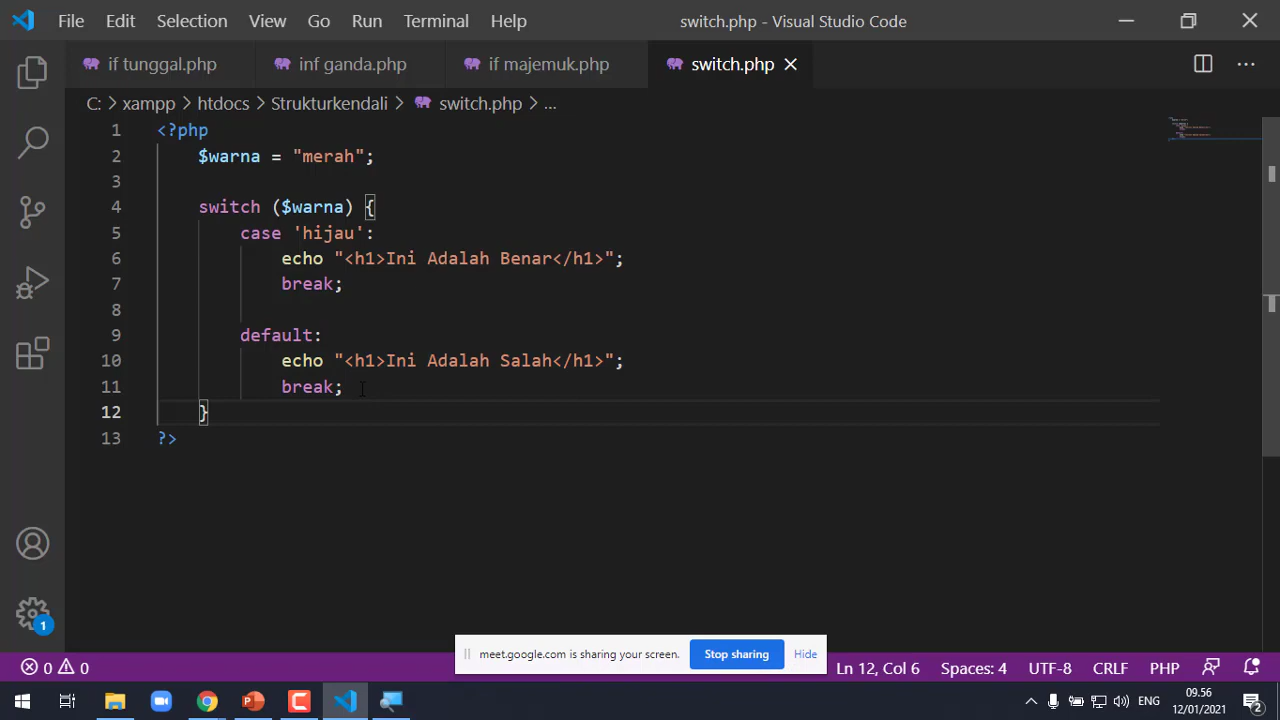 File Edit Selection View Go Run Terminal Help switch.php - Visual Studio Code
if tunggal.php inf ganda.php if majemuk.php switch.php
C: > xampp > htdocs > Strukturkendali > switch.php > ...
1 <?php
2 $warna = "merah";
3
4 switch ($warna) {
5 case 'hijau':
6 echo "<h1>Ini Adalah Benar</h1>";
7 break;
8
9 default:
10 echo "<h1>Ini Adalah Salah</h1>";
11 break;
12 }
13 ?>
1
meet.google.com is sharing your screen. Stop sharing Hide
0 0 Ln 12, Col 6 Spaces: 4 UTF-8 CRLF PHP
ENG 09.56
12/01/2021 2